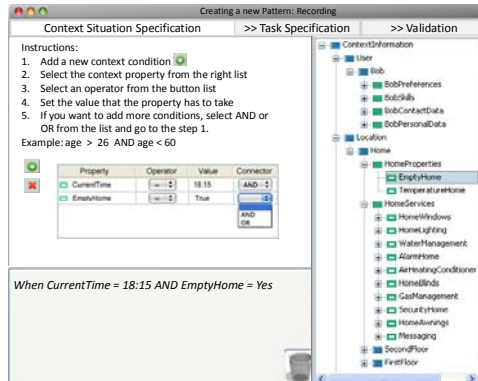 Creating a new Pattern: Recording
Context Situation Specification >> Task Specification >> Validation
Instructions:
1. Add a new context condition
2. Select the context property from the right list
3. Select an operator from the button list
4. Set the value that the property has to take
5. If you want to add more conditions, select AND or
OR from the list and go to the step 1.
Example: age > 26 AND age < 60
Property Operator Value Connector
CurrentTime = 18:15 AND
EmptyHome = True
AND
OR
When CurrentTime = 18:15 AND EmptyHome = Yes
ContextInformation
User
Bob
BobPreferences
BobSkills
BobContactData
BobPersonalData
Location
Home
HomeProperties
EmptyHome
TemperatureHome
HomeServices
HomeWindows
HomeLighting
WaterManagement
AlarmHome
AirHeatingConditioner
HomeBlinds
GasManagement
SecurityHome
HomeAwnings
Messaging
SecondFloor
FirstFloor